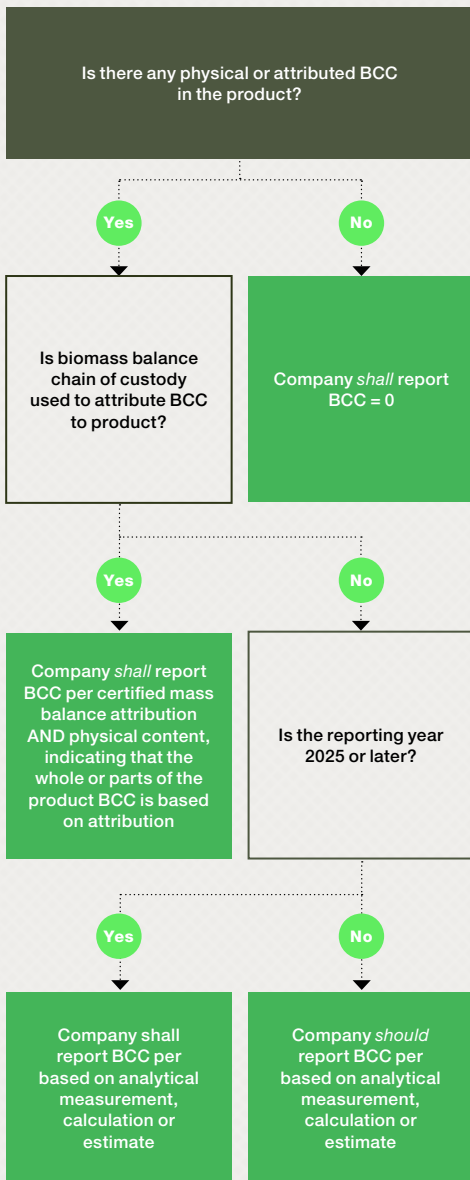 Is there any physical or attributed BCC
in the product?
Yes
No
Is biomass balance
chain of custody
used to attribute BCC
to product?
Company shall report
BCC = 0
Yes
No
Company shall report
BCC per certified mass
balance attribution
AND physical content,
indicating that the
whole or parts of the
product BCC is based
on attribution
Is the reporting year
2025 or later?
Yes
No
Company shall
report BCC per
based on analytical
measurement,
calculation or
estimate
Company should
report BCC per
based on analytical
measurement,
calculation or
estimate